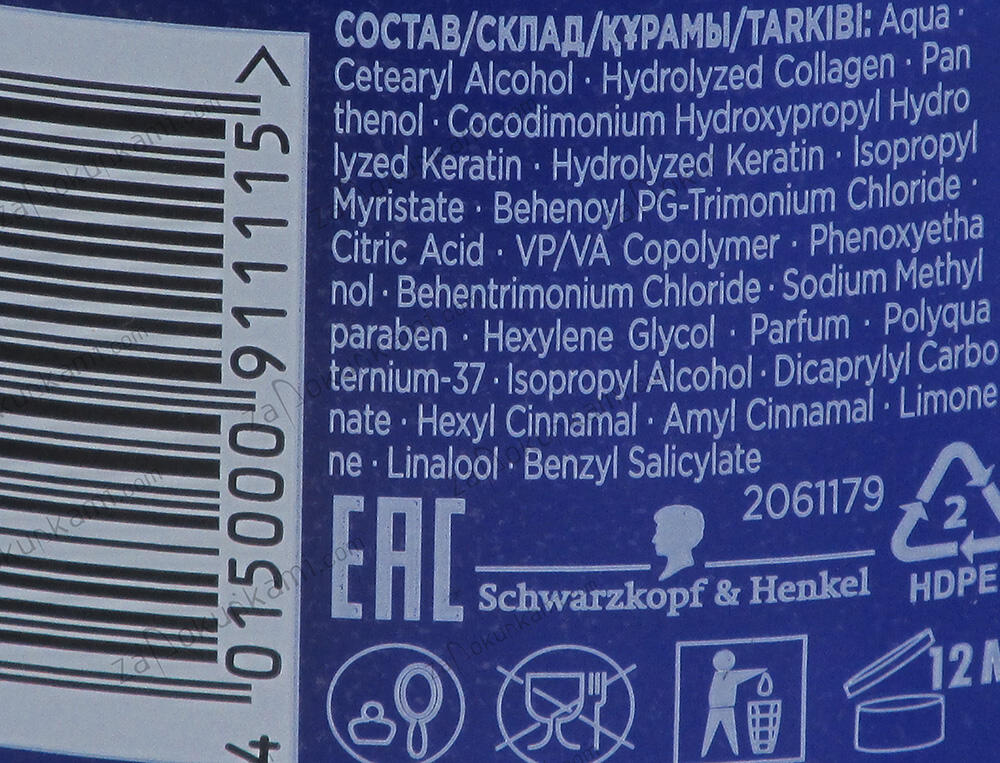 СОСТАВ/СКЛАД/ҚҰРАМЫ/TARKIBI: Aqua ·
Cetearyl Alcohol · Hydrolyzed Collagen · Pan
thenol · Cocodimonium Hydroxypropyl Hydro
lyzed Keratin · Hydrolyzed Keratin · Isopropyl
Myristate · Behenoyl PG-Trimonium Chloride ·
Citric Acid · VP/VA Copolymer · Phenoxyetha
nol · Behentrimonium Chloride · Sodium Methyl
paraben · Hexylene Glycol · Parfum · Polyqua
ternium-37 · Isopropyl Alcohol · Dicaprylyl Carbo
nate · Hexyl Cinnamal · Amyl Cinnamal · Limone
ne · Linalool · Benzyl Salicylate
2061179
EAC
Schwarzkopf & Henkel
2
HDPE
12M
4 015000 911115 >
zaПokupkami.com